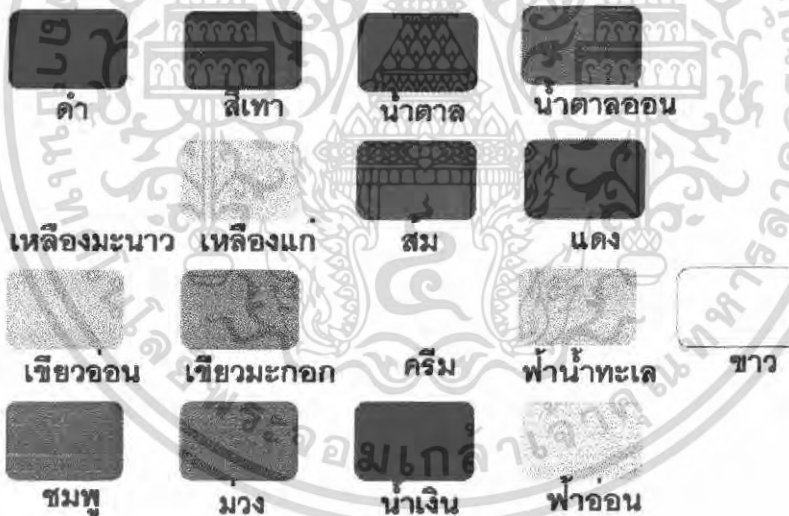 ดำ สีเทา น้ำตาล น้ำตาลอ่อน
เหลืองมะนาว เหลืองแก่ ส้ม แดง
เขียวอ่อน เขียวมะกอก ครีม ฟ้าน้ำทะเล ขาว
ชมพู ม่วง น้ำเงิน ฟ้าอ่อน